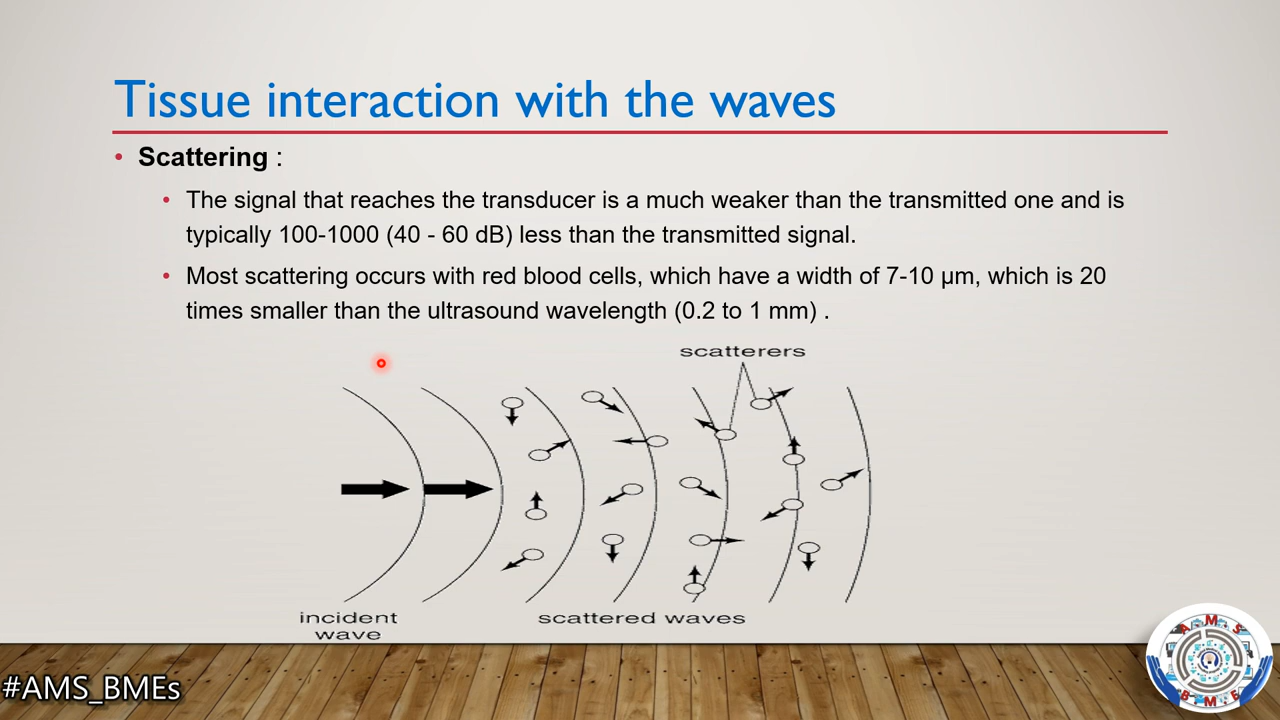 Tissue interaction with the waves
• Scattering :
• The signal that reaches the transducer is a much weaker than the transmitted one and is
typically 100-1000 (40 - 60 dB) less than the transmitted signal.
• Most scattering occurs with red blood cells, which have a width of 7-10 µm, which is 20
times smaller than the ultrasound wavelength (0.2 to 1 mm) .
scatterers
incident
wave
scattered waves
#AMS_BMEs
A M S
B M E